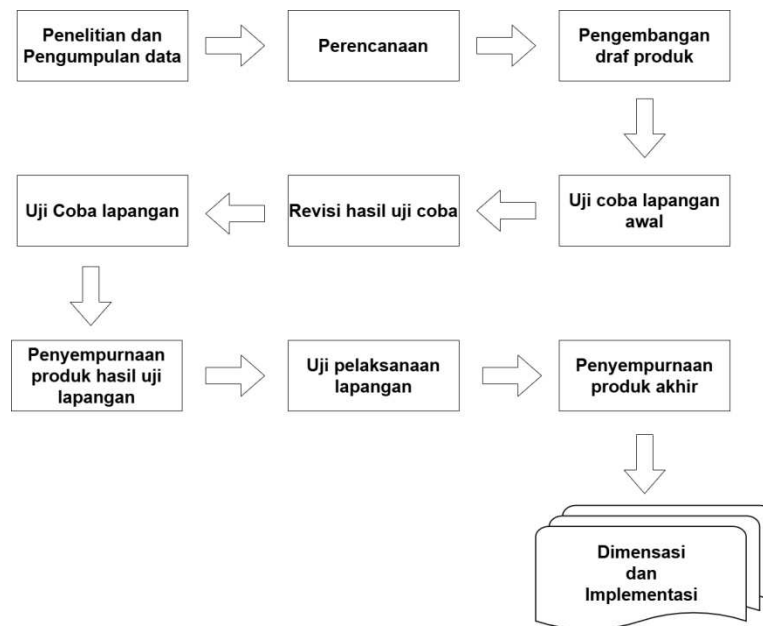 Penelitian dan
Pengumpulan data
Perencanaan
Pengembangan
draf produk
Uji coba lapangan
awal
Revisi hasil uji coba
Uji Coba lapangan
Penyempurnaan
produk hasil uji
lapangan
Uji pelaksanaan
lapangan
Penyempurnaan
produk akhir
Dimensasi
dan
Implementasi